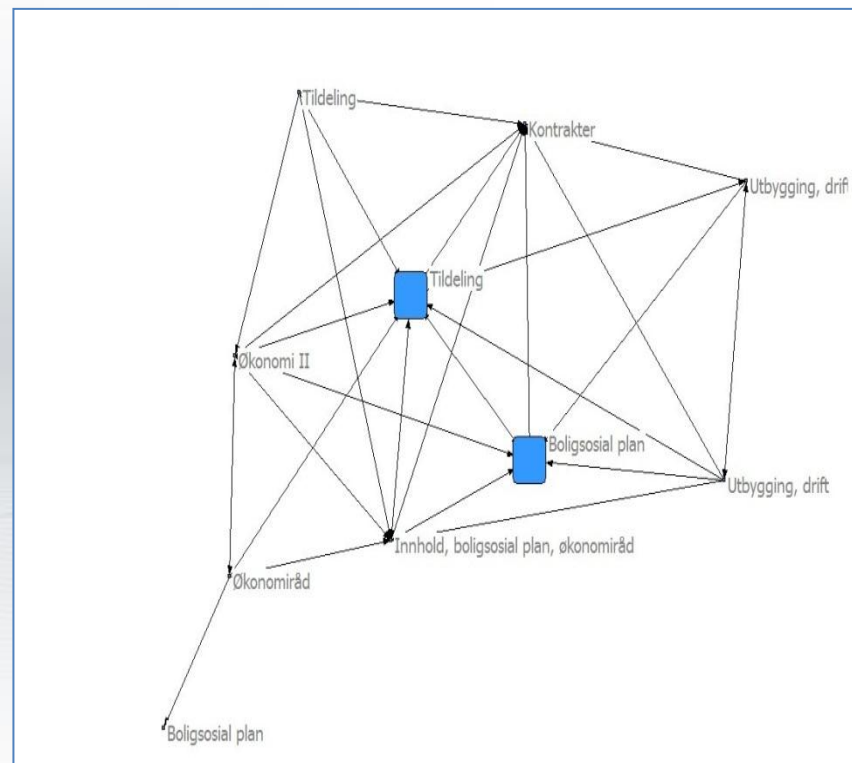 Tildeling
Kontrakter
Utbygging, drift
Tildeling
Økonomi II
Boligsosial plan
Utbygging, drift
Innhold, boligsosial plan, økonomiråd
Økonomiråd
Boligsosial plan